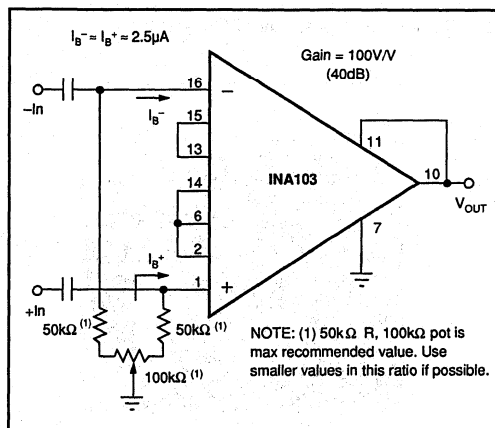 I_B⁻ ≈ I_B⁺ ≈ 2.5µA
Gain = 100V/V
(40dB)
–In
16
–
I_B⁻
15
13
14
6
2
INA103
11
10
V_OUT
7
I_B⁺
1
+
+In
50kΩ (1)
50kΩ (1)
100kΩ (1)
NOTE: (1) 50kΩ R, 100kΩ pot is
max recommended value. Use
smaller values in this ratio if possible.